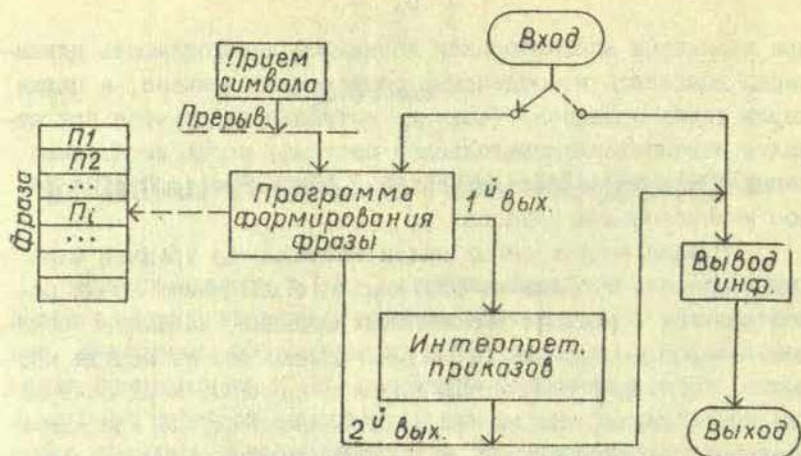 Прием
символа
Вход
Прерыв.
Фраза
П1
П2
...
Пi
...
Программа
формирования
фразы
1й вых.
Вывод
инф.
Интерпрет.
приказов
2й вых.
Выход